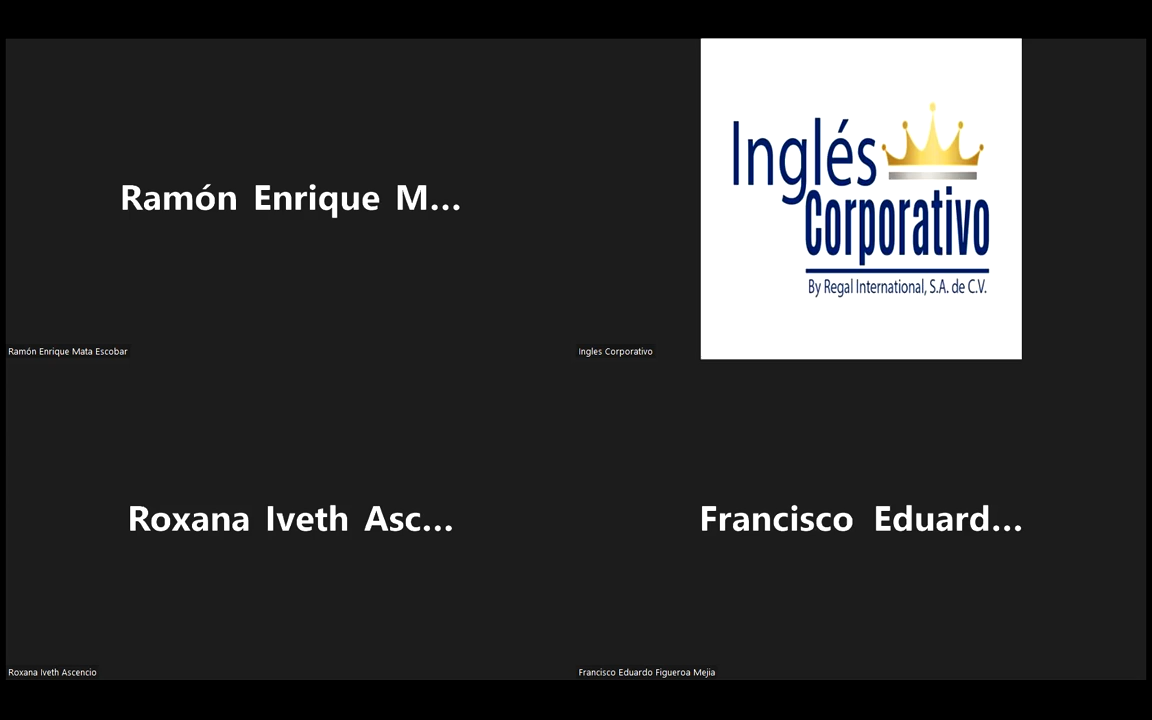 Ramón Enrique M...
Ramón Enrique Mata Escobar
Inglés
Corporativo
By Regal International, S.A. de C.V.
Ingles Corporativo
Roxana Iveth Asc...
Roxana Iveth Ascencio
Francisco Eduard...
Francisco Eduardo Figueroa Mejia